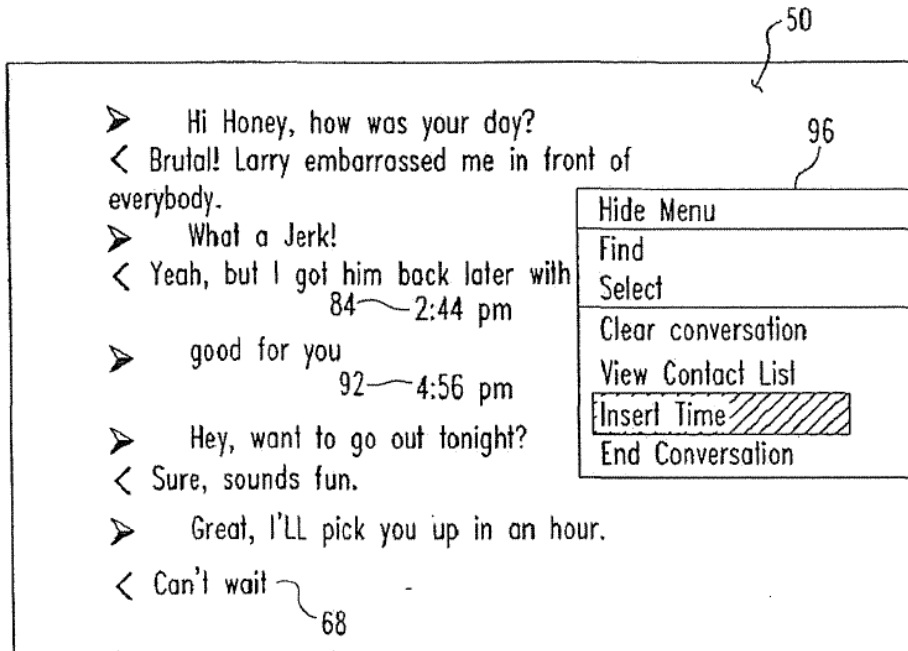 50
➢ Hi Honey, how was your day?
96
< Brutal! Larry embarrassed me in front of
everybody.
➢ What a Jerk!
< Yeah, but I got him back later with
84 2:44 pm
➢ good for you
92 4:56 pm
➢ Hey, want to go out tonight?
< Sure, sounds fun.
➢ Great, I'LL pick you up in an hour.
< Can't wait
68
Hide Menu
Find
Select
Clear conversation
View Contact List
Insert Time
End Conversation